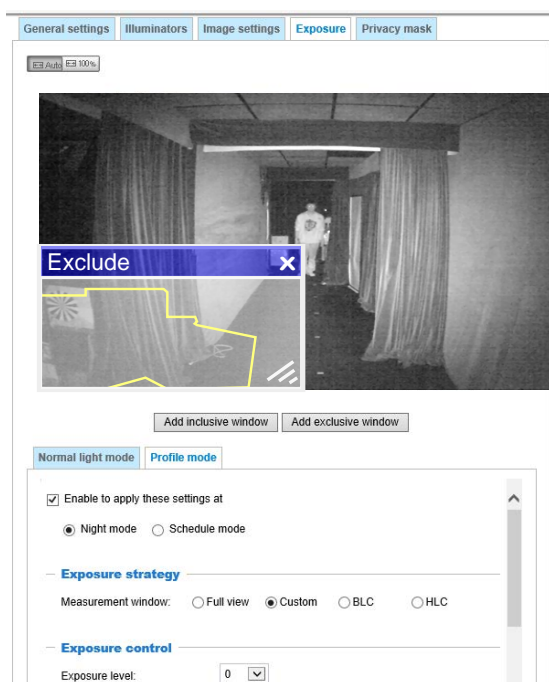 General settings Illuminators Image settings Exposure Privacy mask
Auto 100%
Exclude
Add inclusive window Add exclusive window
Normal light mode Profile mode
Enable to apply these settings at
Night mode Schedule mode
Exposure strategy
Measurement window: Full view Custom BLC HLC
Exposure control
Exposure level: 0